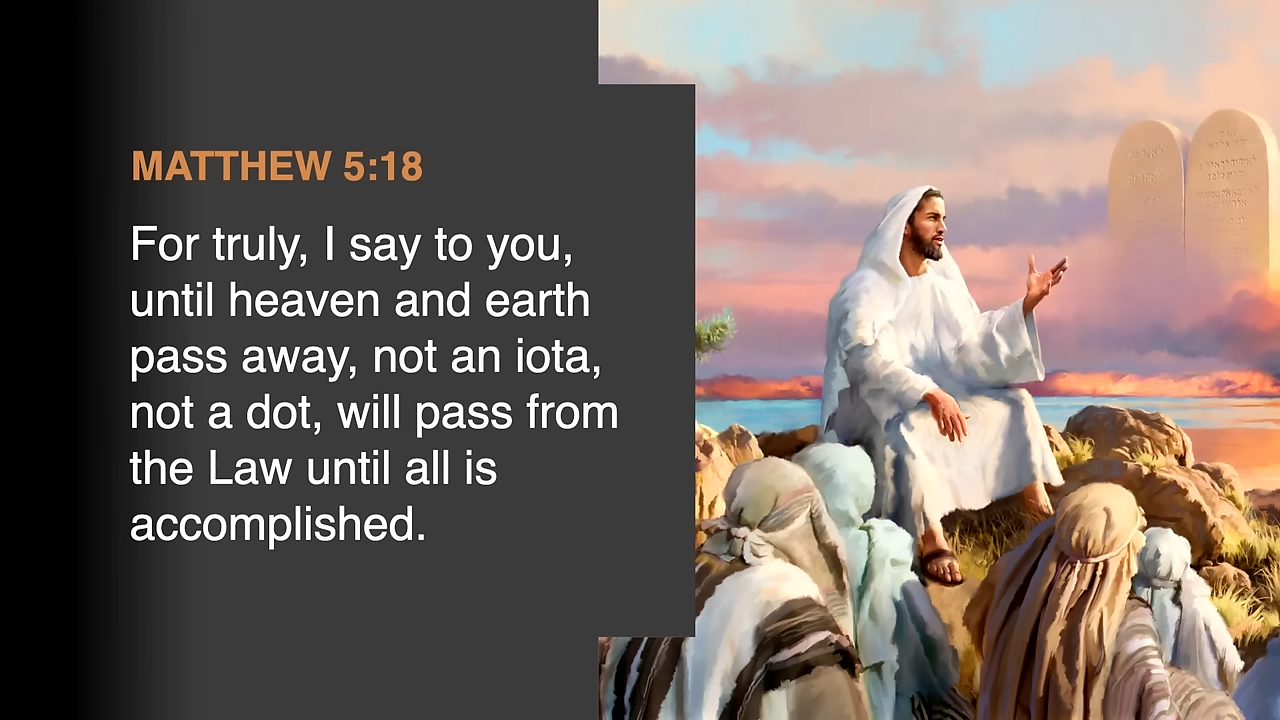 MATTHEW 5:18
For truly, I say to you,
until heaven and earth
pass away, not an iota,
not a dot, will pass from
the Law until all is
accomplished.